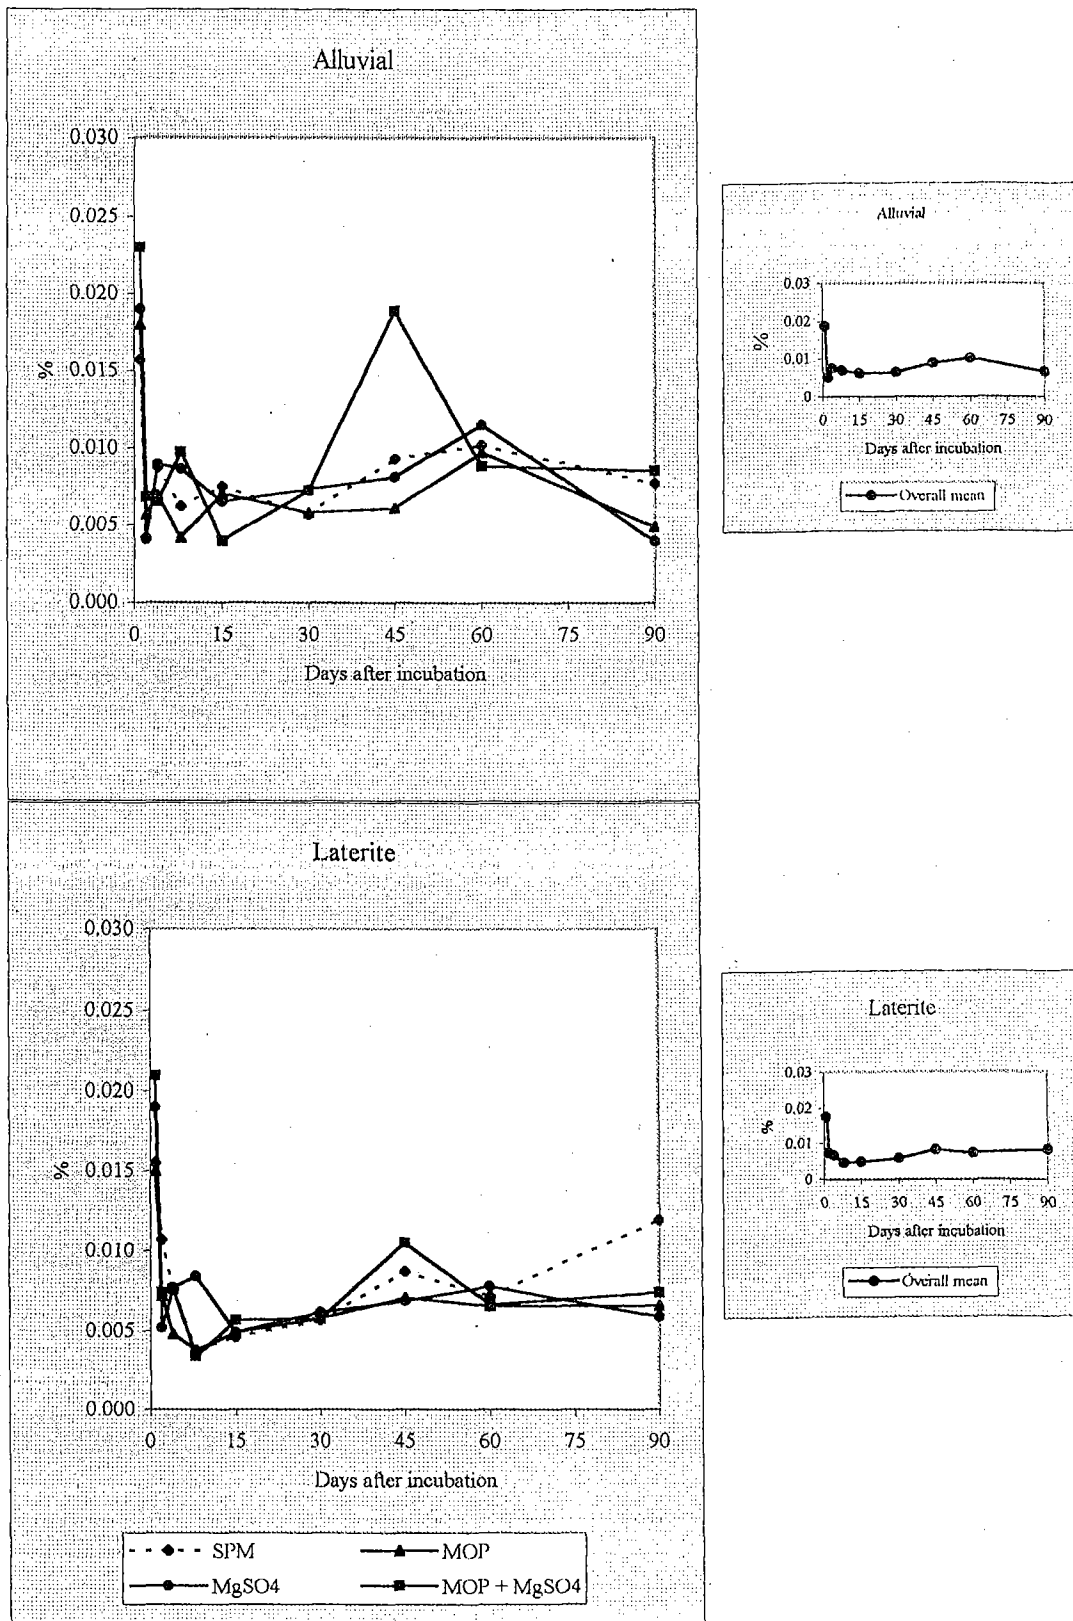 Alluvial
0.030
0.025
0.020
0.015
0.010
0.005
0.000
%
0 15 30 45 60 75 90
Days after incubation
Alluvial
0.03
0.02
0.01
0
%
0 15 30 45 60 75 90
Days after incubation
Overall mean
Laterite
0.030
0.025
0.020
0.015
0.010
0.005
0.000
%
0 15 30 45 60 75 90
Days after incubation
SPM MOP
MgSO4 MOP + MgSO4
Laterite
0.03
0.02
0.01
0
%
0 15 30 45 60 75 90
Days after incubation
Overall mean